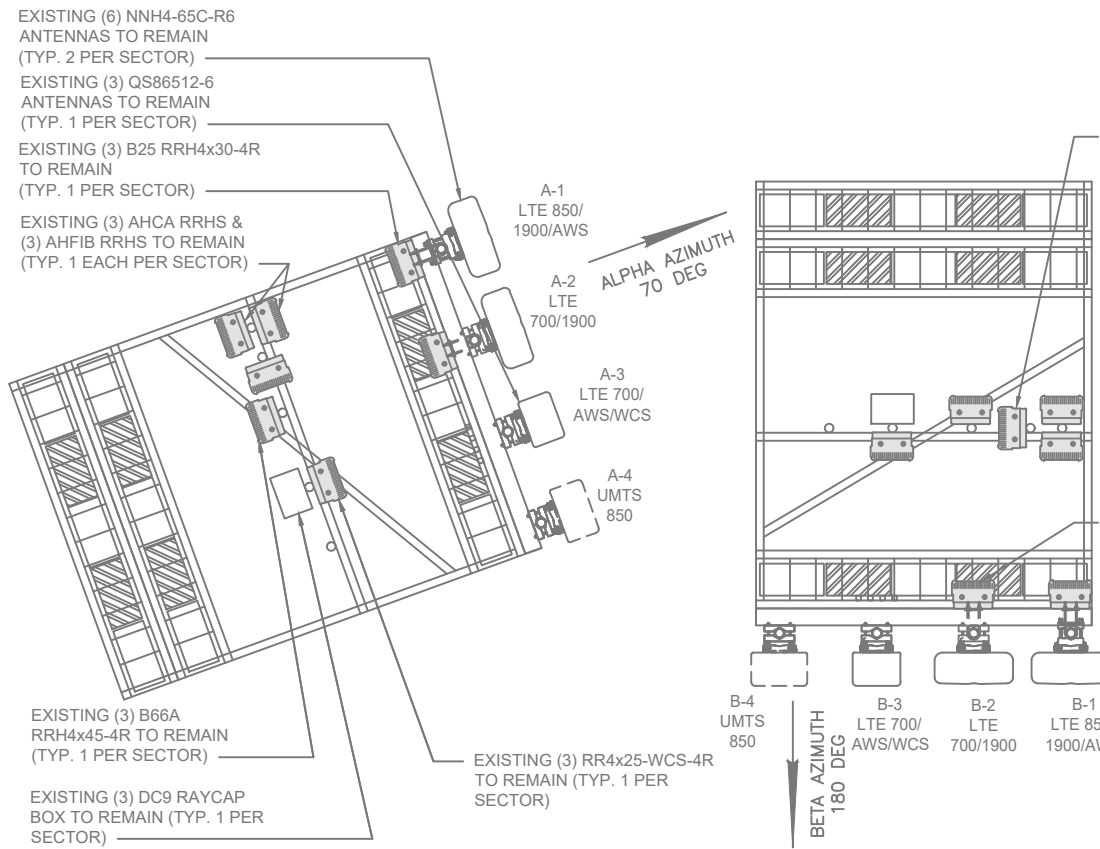 EXISTING (6) NNH4-65C-R6
ANTENNAS TO REMAIN
(TYP. 2 PER SECTOR)
EXISTING (3) QS86512-6
ANTENNAS TO REMAIN
(TYP. 1 PER SECTOR)
EXISTING (3) B25 RRH4x30-4R
TO REMAIN
(TYP. 1 PER SECTOR)
EXISTING (3) AHCA RRHS &
(3) AHFIB RRHS TO REMAIN
(TYP. 1 EACH PER SECTOR)
A-1
LTE 850/
1900/AWS
ALPHA AZIMUTH
70 DEG
A-2
LTE
700/1900
A-3
LTE 700/
AWS/WCS
A-4
UMTS
850
EXISTING (3) B66A
RRH4x45-4R TO REMAIN
(TYP. 1 PER SECTOR)
EXISTING (3) DC9 RAYCAP
BOX TO REMAIN (TYP. 1 PER
SECTOR)
EXISTING (3) RR4x25-WCS-4R
TO REMAIN (TYP. 1 PER
SECTOR)
B-4
UMTS
850
BETA AZIMUTH
180 DEG
B-3
LTE 700/
AWS/WCS
B-2
LTE
700/1900
B-1
LTE 85
1900/AW